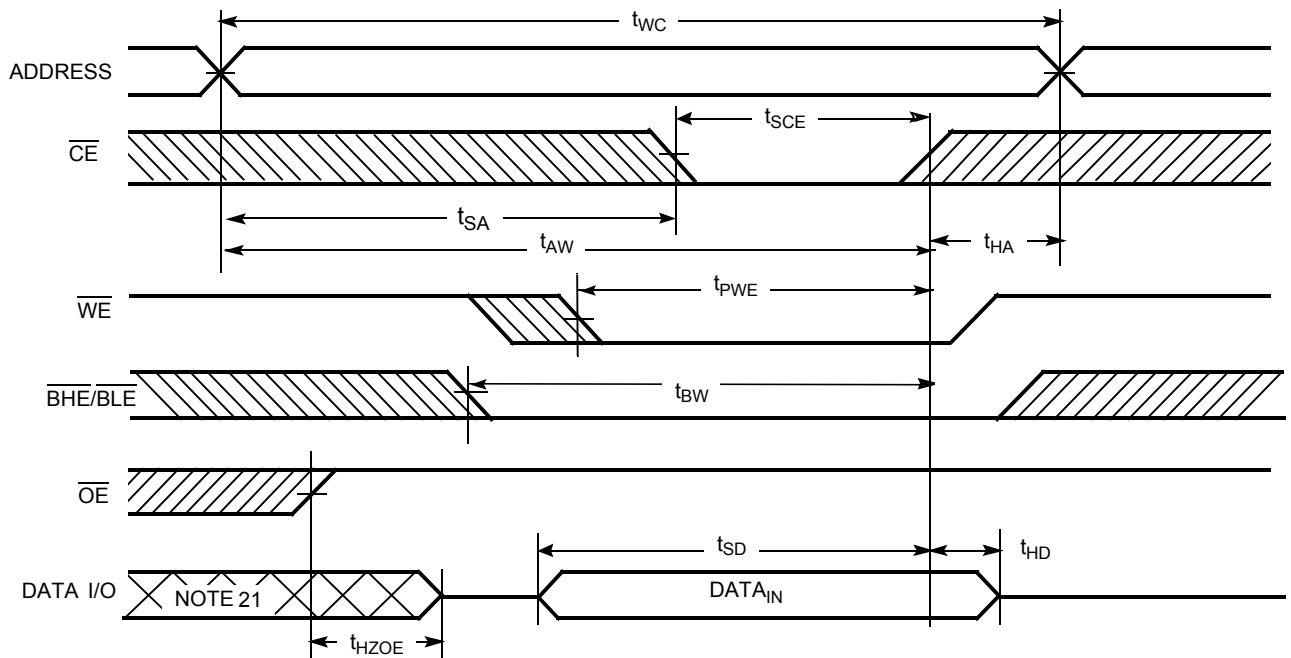 tWC
ADDRESS
tSCE
CE
tSA
tAW
tHA
tPWE
WE
tBW
BHE/BLE
OE
tSD
tHD
DATA I/O
NOTE 21
DATAIN
tHZOE